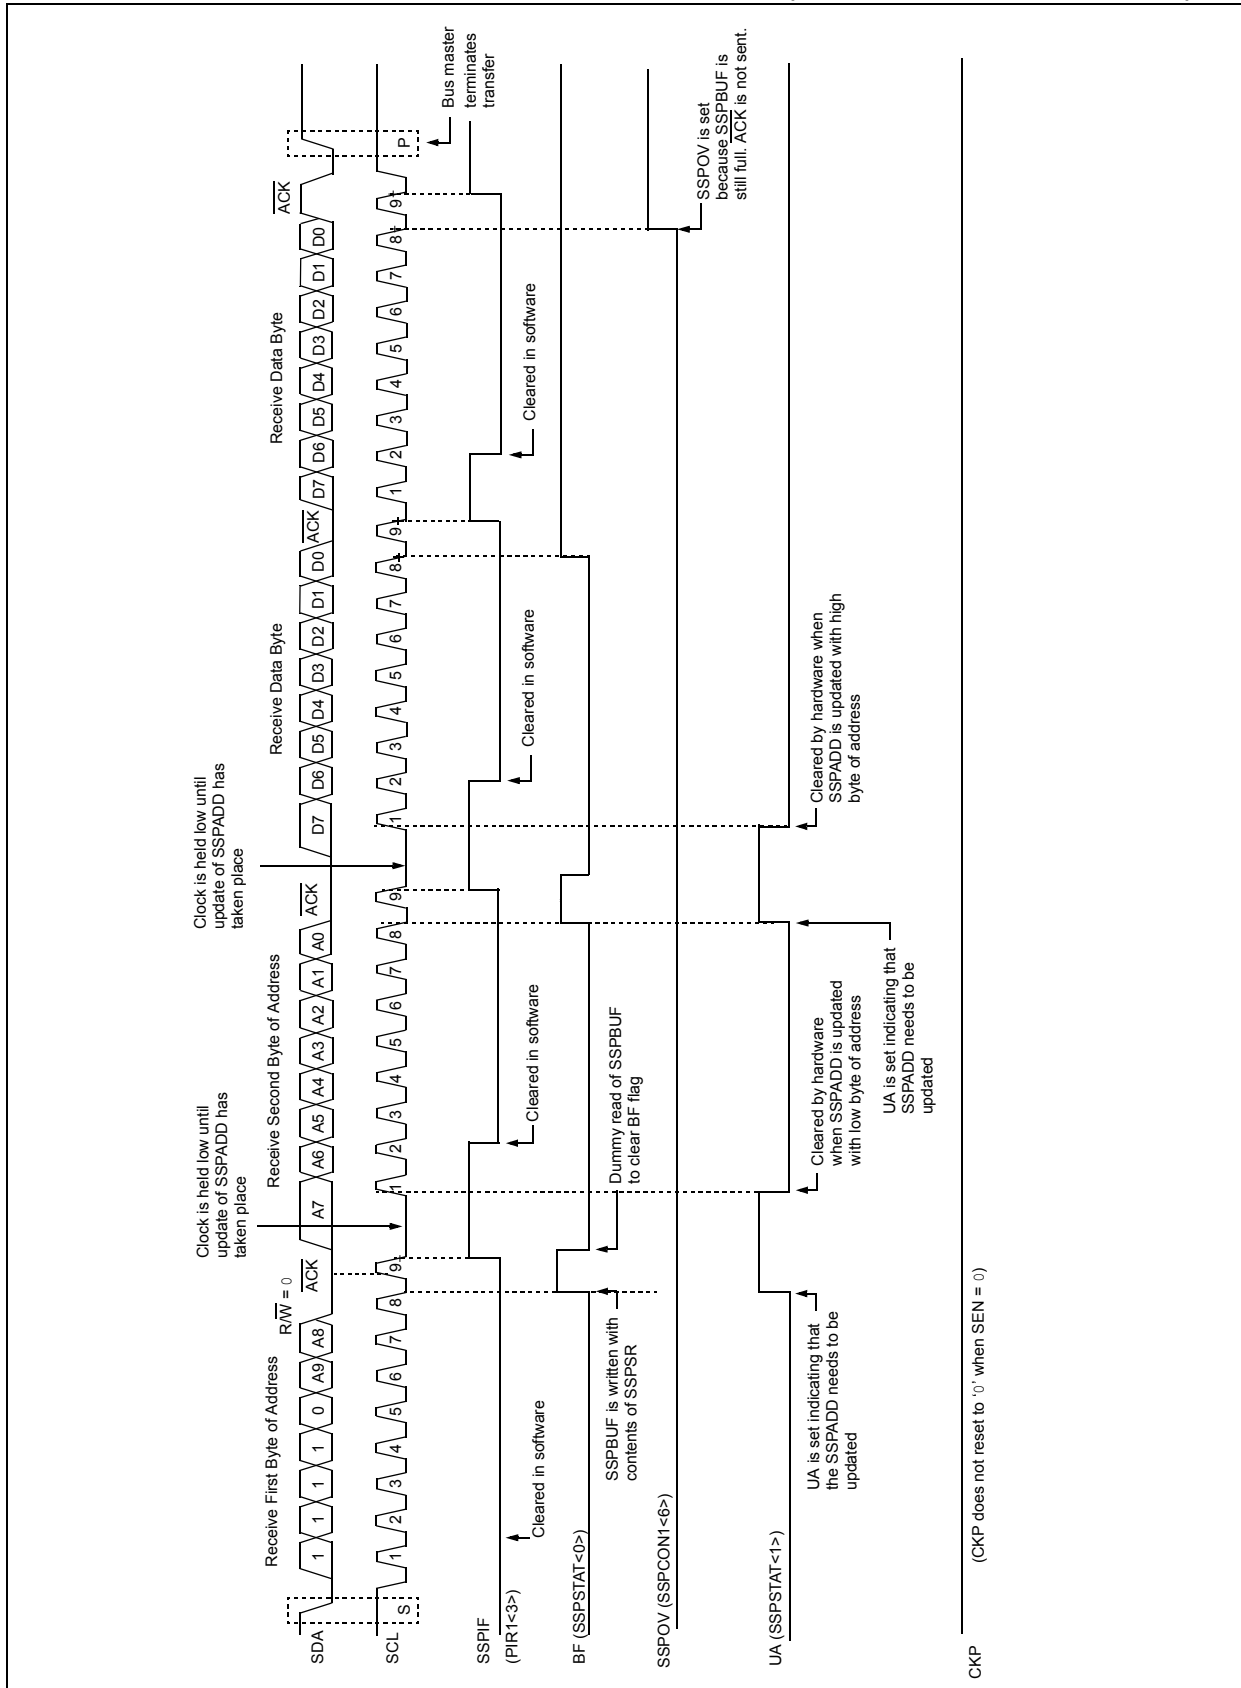 Receive First Byte of Address
R/W = 0
Clock is held low until
update of SSPADD has
taken place
Receive Second Byte of Address
Clock is held low until
update of SSPADD has
taken place
Receive Data Byte
Receive Data Byte
SDA
1 1 1 1 0 A9 A8 ACK A7 A6 A5 A4 A3 A2 A1 A0 ACK D7 D6 D5 D4 D3 D2 D1 D0 ACK D7 D6 D5 D4 D3 D2 D1 D0 ACK
SCL
S 1 2 3 4 5 6 7 8 9 1 2 3 4 5 6 7 8 9 1 2 3 4 5 6 7 8 9 1 2 3 4 5 6 7 8 9 P
Bus master
terminates
transfer
SSPIF
(PIR1<3>)
Cleared in software
Cleared in software
Cleared in software
Cleared in software
BF (SSPSTAT<0>)
SSPBUF is written with
contents of SSPSR
Dummy read of SSPBUF
to clear BF flag
SSPOV (SSPCON1<6>)
SSPOV is set
because SSPBUF is
still full. ACK is not sent.
UA (SSPSTAT<1>)
UA is set indicating that
the SSPADD needs to be
updated
Cleared by hardware
when SSPADD is updated
with low byte of address
UA is set indicating that
SSPADD needs to be
updated
Cleared by hardware when
SSPADD is updated with high
byte of address
CKP
(CKP does not reset to ‘0’ when SEN = 0)